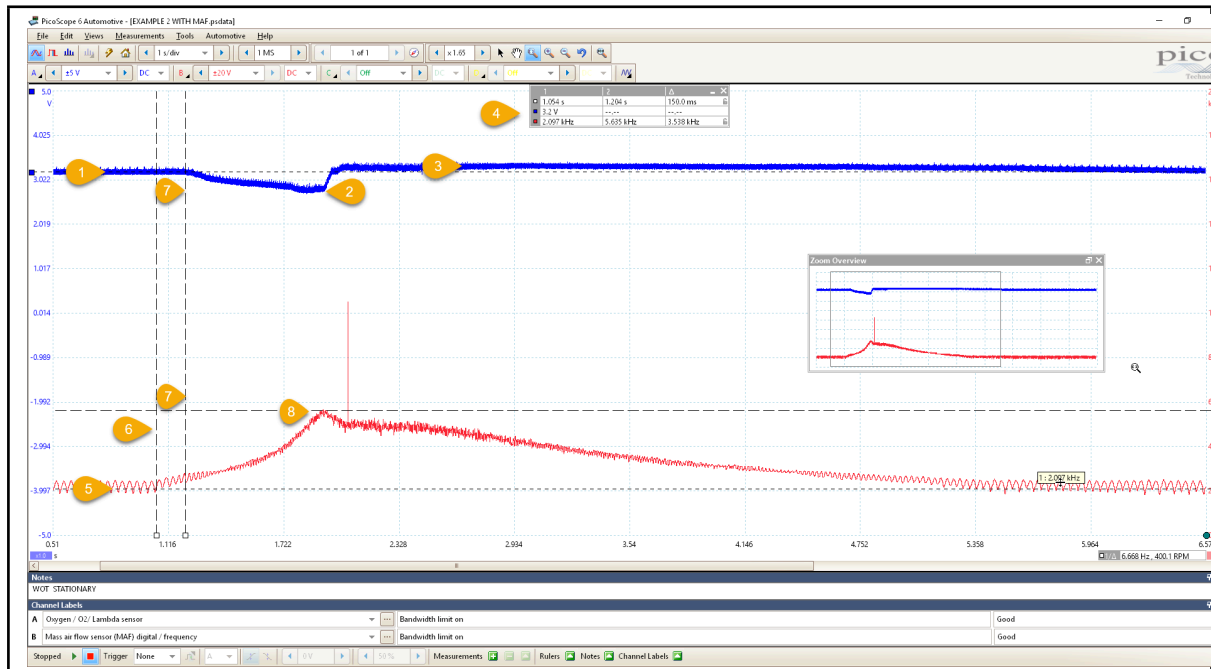 PicoScope 6 Automotive - [EXAMPLE 2 WITH MAF.psdata]
File Edit Views Measurements Tools Automotive Help
1 s/div 1 MS 1 of 1 x 1.65
pico
Techno
A ±5 V DC B ±20 V DC C Off DC Off
5.0
V
4.025
3.022
2.019
1.017
0.014
-0.989
-1.992
-2.994
-3.997
-5.0
1 2 Δ
1.054 s 1.204 s 150.0 ms
3.2 V --.-- --.--
2.097 kHz 5.635 kHz 3.538 kHz
4
1
7
2
3
7
6
8
5
Zoom Overview
1 : 2.097 kHz
0.51 1.116 1.722 2.328 2.934 3.54 4.146 4.752 5.358 5.964 6.57
x1.0 s
1/Δ 6.668 Hz , 400.1 RPM
Notes
WOT STATIONARY
Channel Labels
A Oxygen / O2/ Lambda sensor ... Bandwidth limit on Good
B Mass air flow sensor (MAF) digital / frequency ... Bandwidth limit on Good
Stopped Trigger None A 0 V 50 % Measurements Rulers Notes Channel Labels